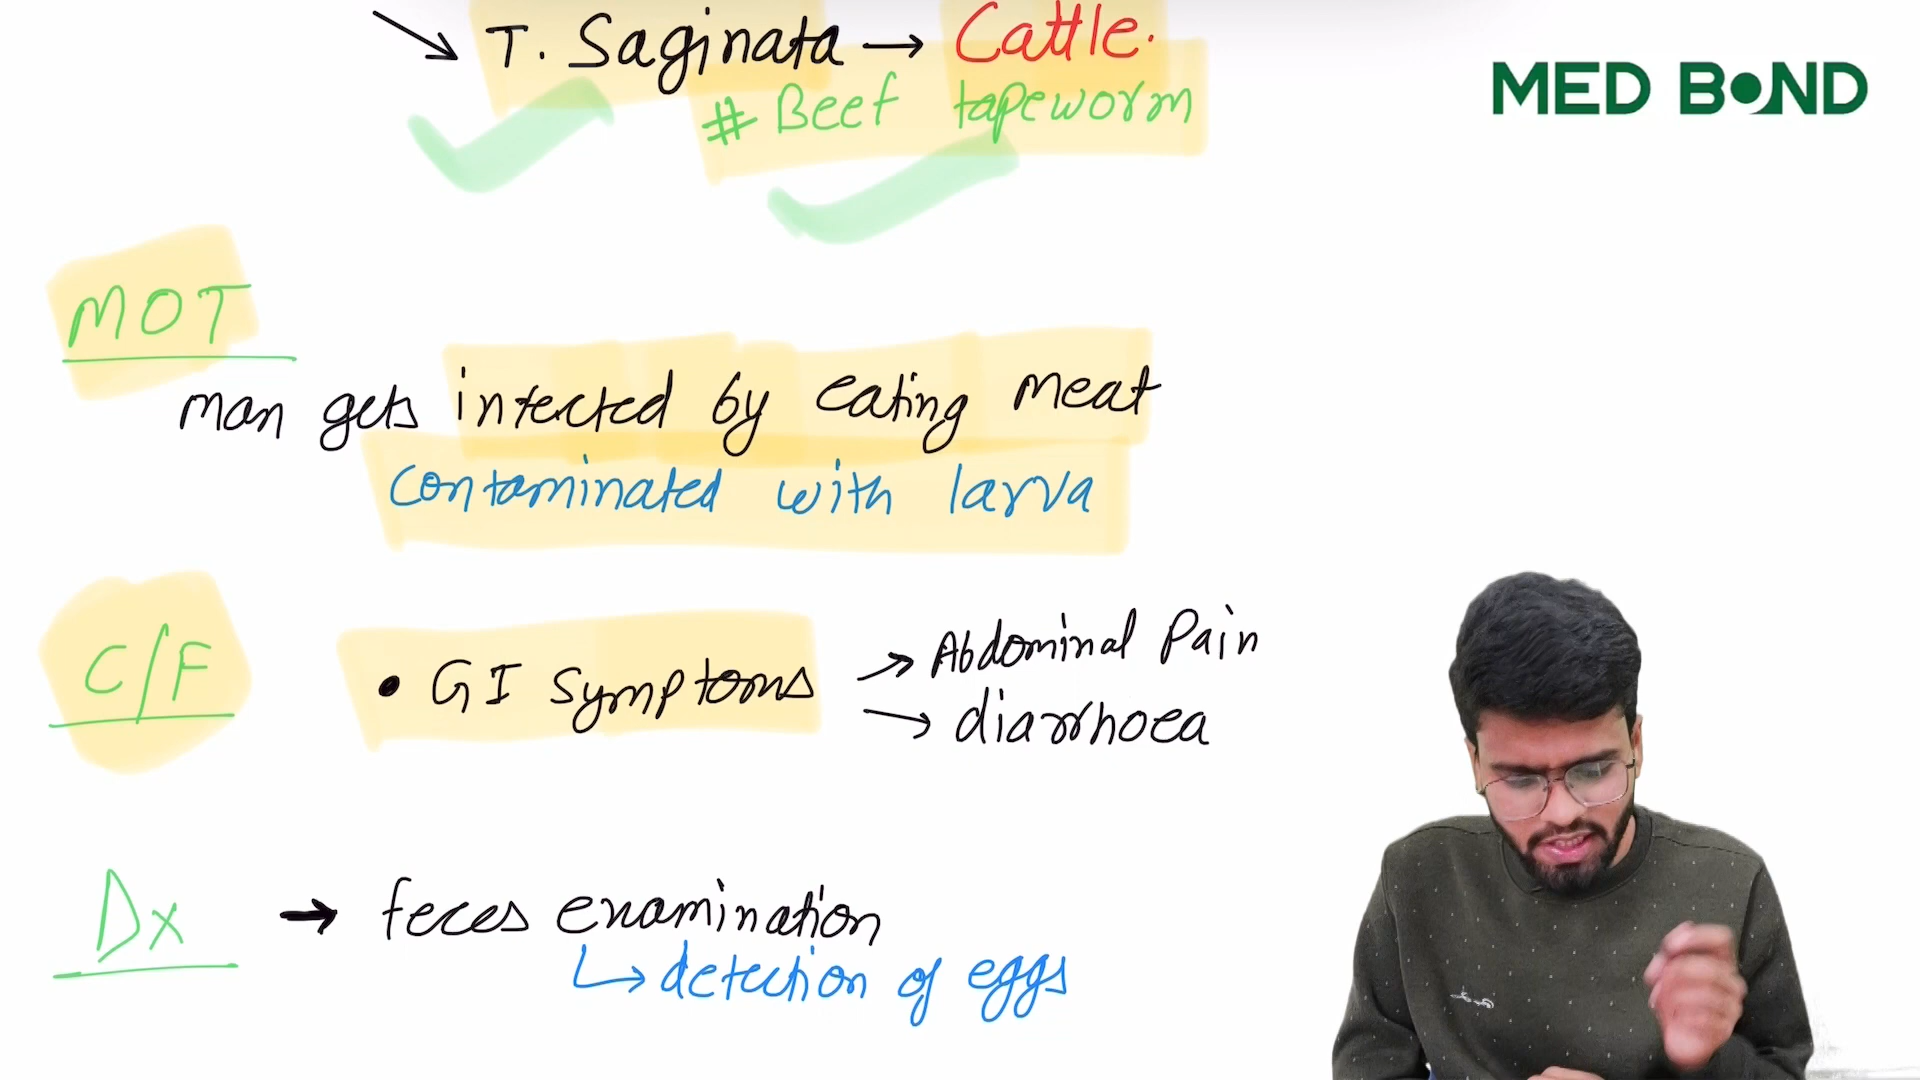 T. Saginata → Cattle.
# Beef tapeworm
MED BOND
MOT
man gets infected by eating meat
contaminated with larva
C/F
• GI Symptoms → Abdominal Pain
→ diarrhoea
Dx → feces examination
↳ detection of eggs